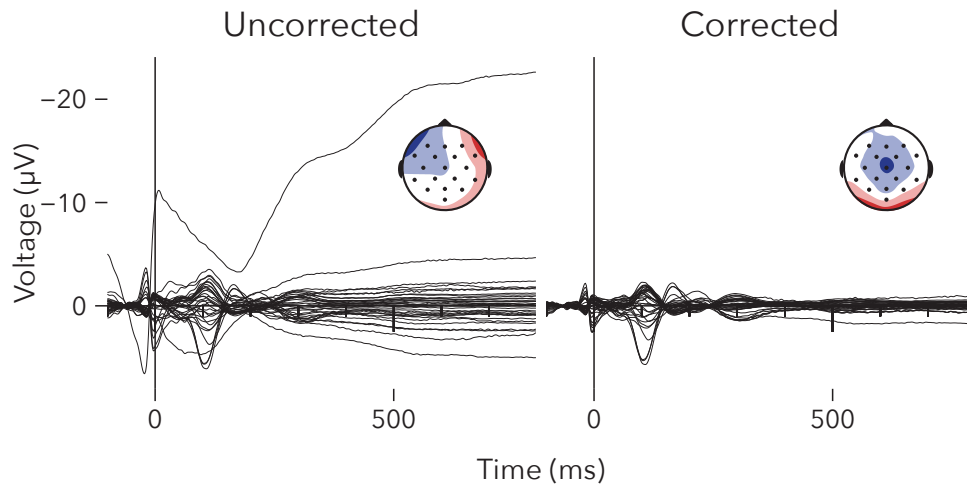 Uncorrected
Corrected
Voltage (μV)
−20
−10
0
0
500
0
500
Time (ms)